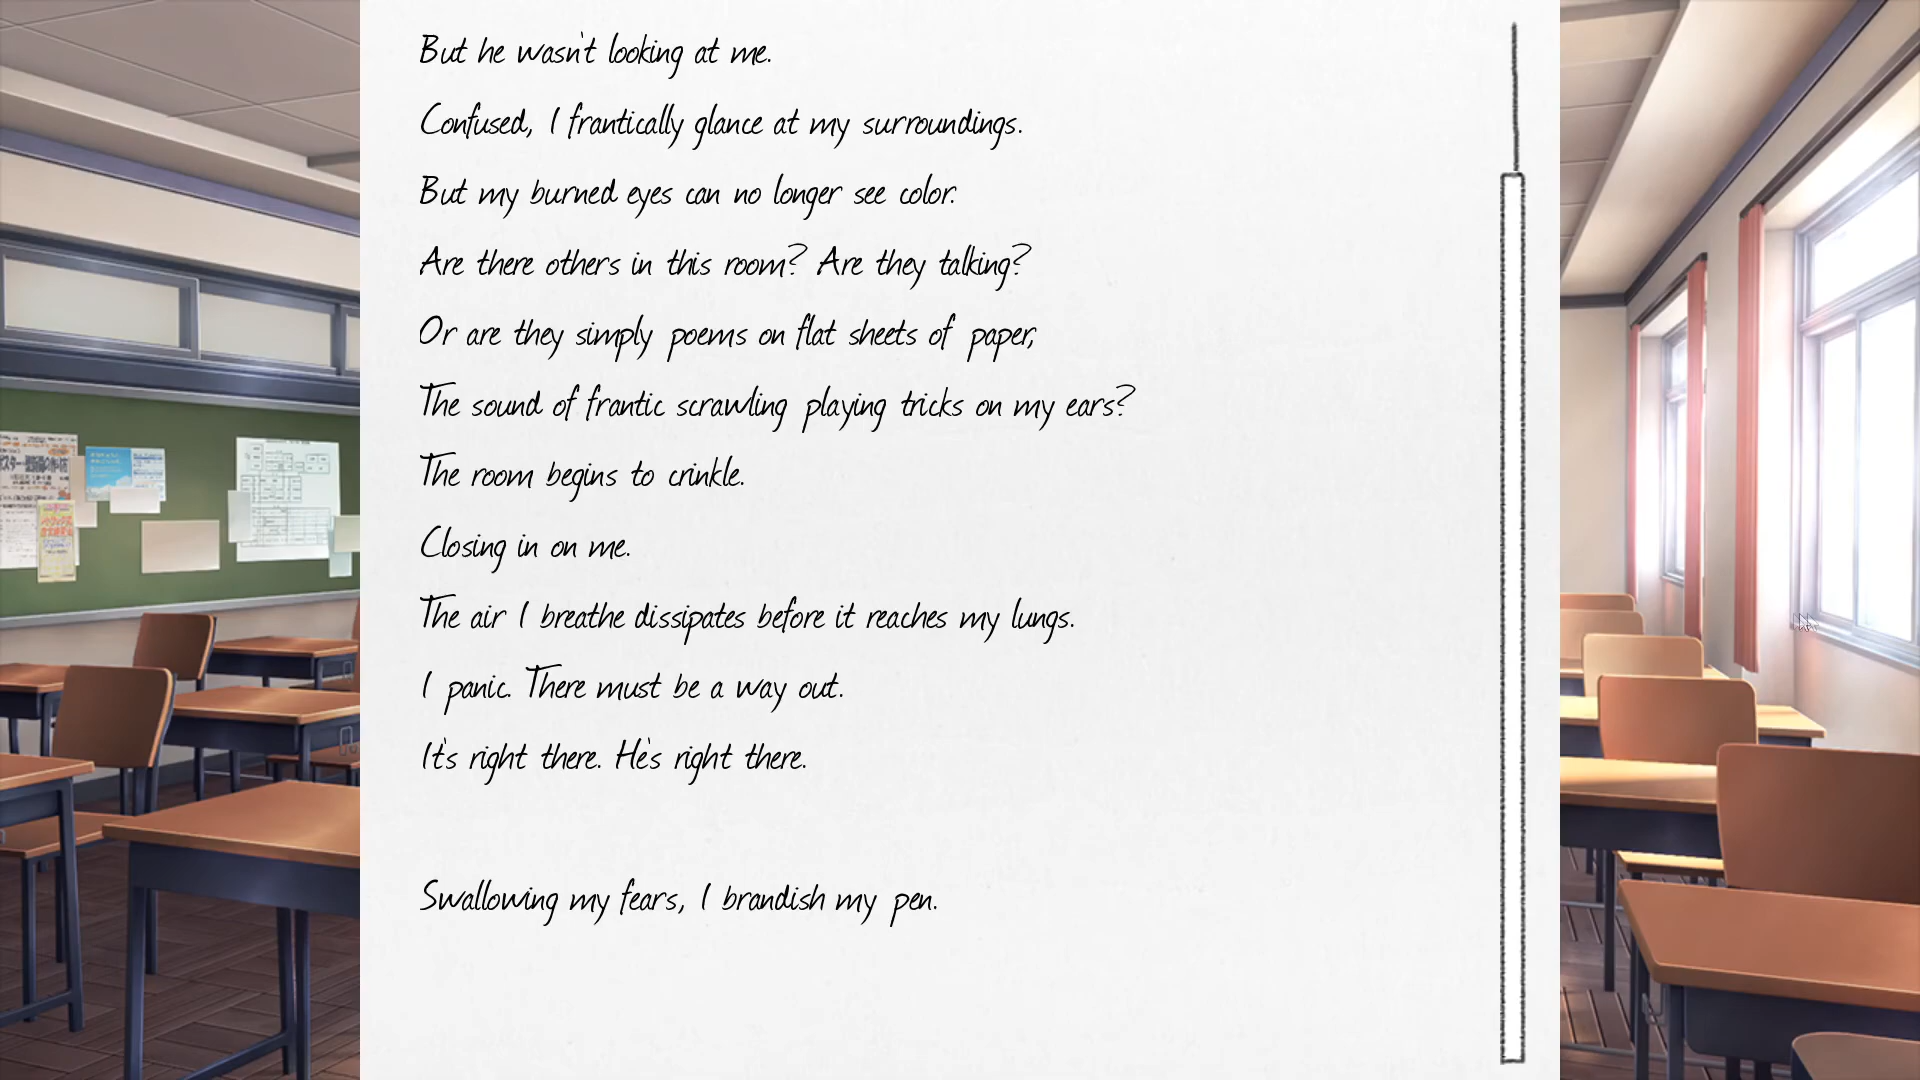 But he wasn't looking at me.
Confused, I frantically glance at my surroundings.
But my burned eyes can no longer see color.
Are there others in this room? Are they talking?
Or are they simply poems on flat sheets of paper,
The sound of frantic scrawling playing tricks on my ears?
The room begins to crinkle.
Closing in on me.
The air I breathe dissipates before it reaches my lungs.
I panic. There must be a way out.
It's right there. He's right there.
Swallowing my fears, I brandish my pen.